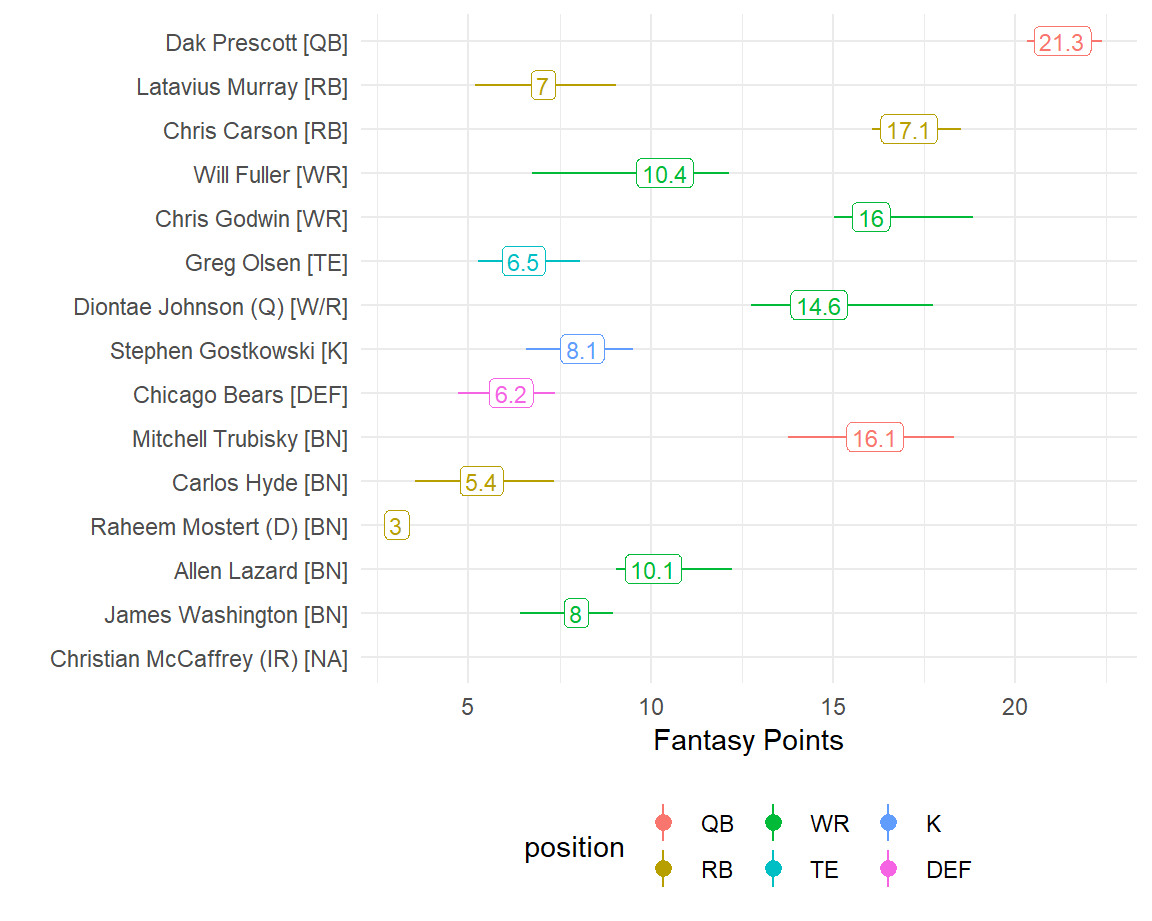 Dak Prescott [QB] 21.3
Latavius Murray [RB] 7
Chris Carson [RB] 17.1
Will Fuller [WR] 10.4
Chris Godwin [WR] 16
Greg Olsen [TE] 6.5
Diontae Johnson (Q) [W/R] 14.6
Stephen Gostkowski [K] 8.1
Chicago Bears [DEF] 6.2
Mitchell Trubisky [BN] 16.1
Carlos Hyde [BN] 5.4
Raheem Mostert (D) [BN] 3
Allen Lazard [BN] 10.1
James Washington [BN] 8
Christian McCaffrey (IR) [NA]
5 10 15 20
Fantasy Points
position
QB WR K
RB TE DEF